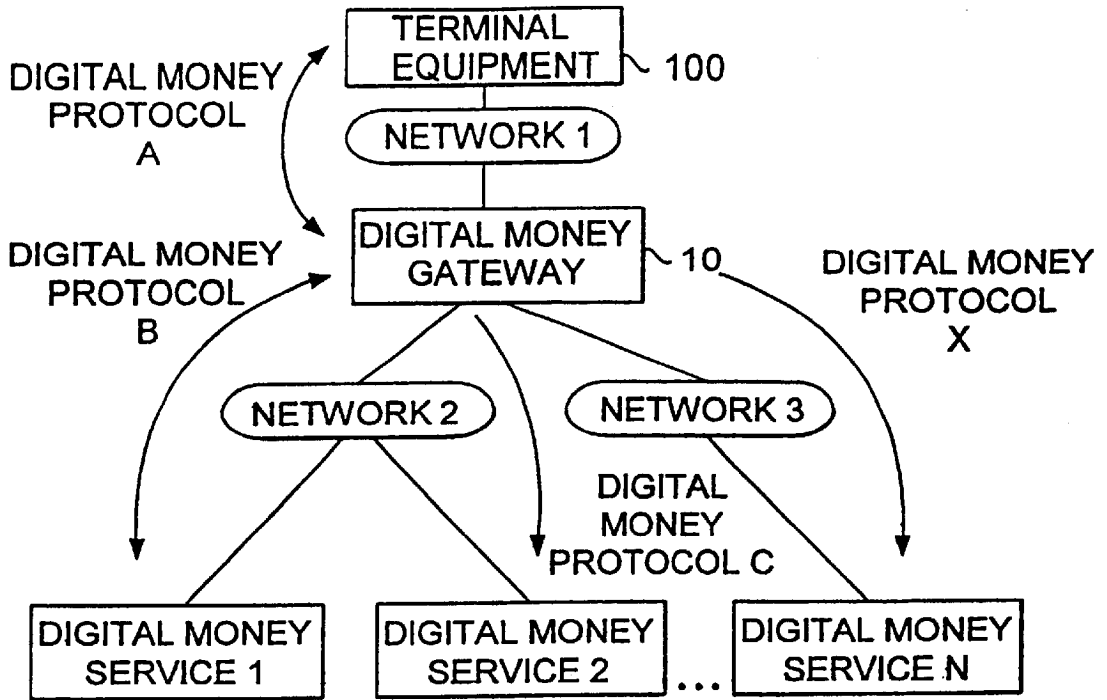 TERMINAL
EQUIPMENT
100
DIGITAL MONEY
PROTOCOL
A
NETWORK 1
DIGITAL MONEY
GATEWAY
10
DIGITAL MONEY
PROTOCOL
B
DIGITAL MONEY
PROTOCOL
X
NETWORK 2
NETWORK 3
DIGITAL
MONEY
PROTOCOL C
DIGITAL MONEY
SERVICE 1
DIGITAL MONEY
SERVICE 2
...
DIGITAL MONEY
SERVICE N